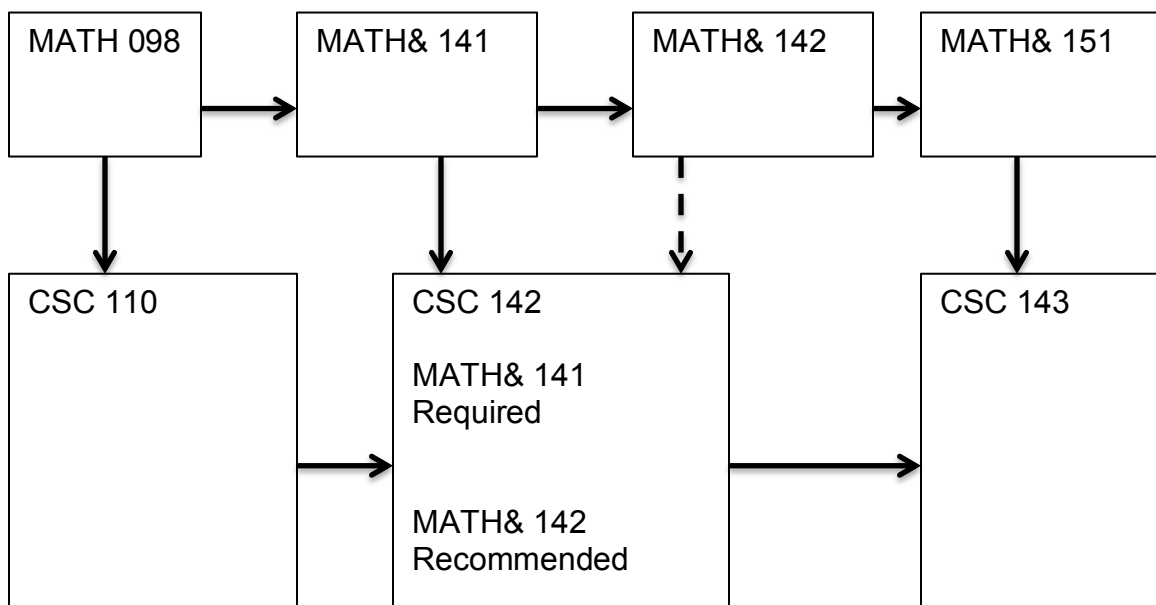 MATH 098
MATH& 141
MATH& 142
MATH& 151
CSC 110
CSC 142
MATH& 141
Required
MATH& 142
Recommended
CSC 143